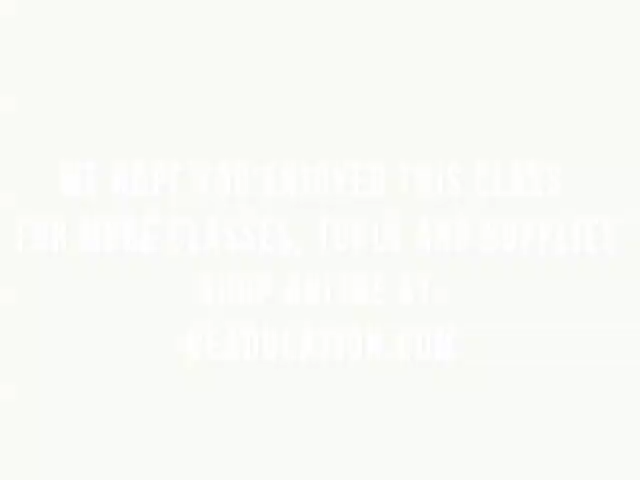 WE HOPE YOU ENJOYED THIS CLASS
FOR MORE CLASSES, TOOLS AND SUPPLIES
SHOP ONLINE AT: